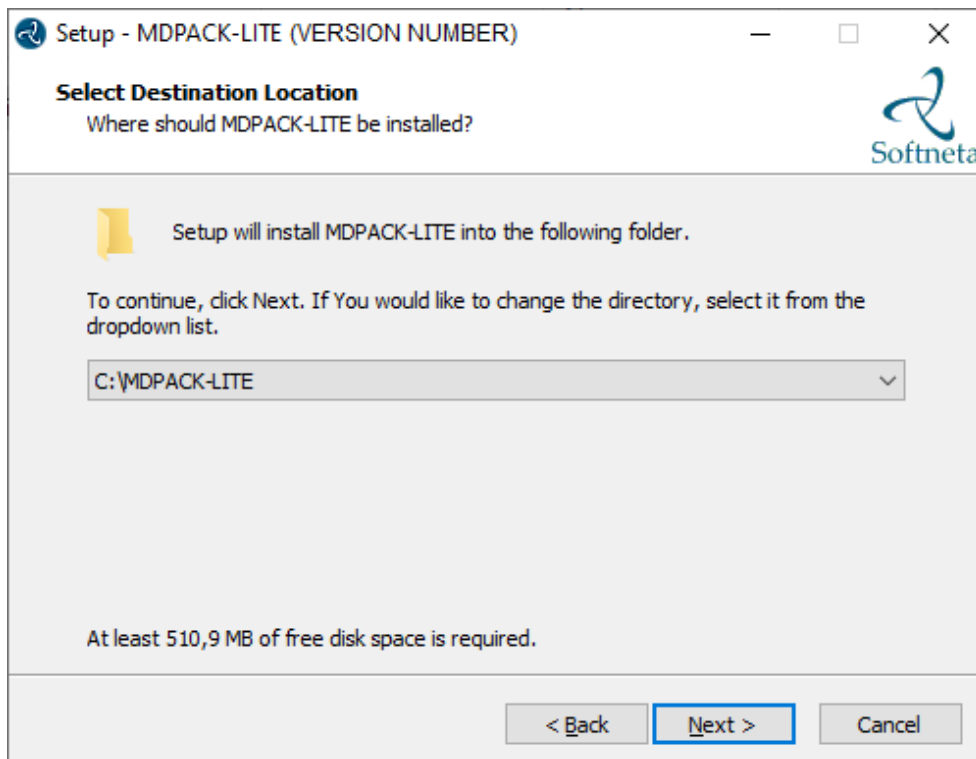 Setup - MDPACK-LITE (VERSION NUMBER)
Select Destination Location
Where should MDPACK-LITE be installed?
Softneta
Setup will install MDPACK-LITE into the following folder.
To continue, click Next. If You would like to change the directory, select it from the
dropdown list.
C:\MDPACK-LITE
At least 510,9 MB of free disk space is required.
< Back
Next >
Cancel